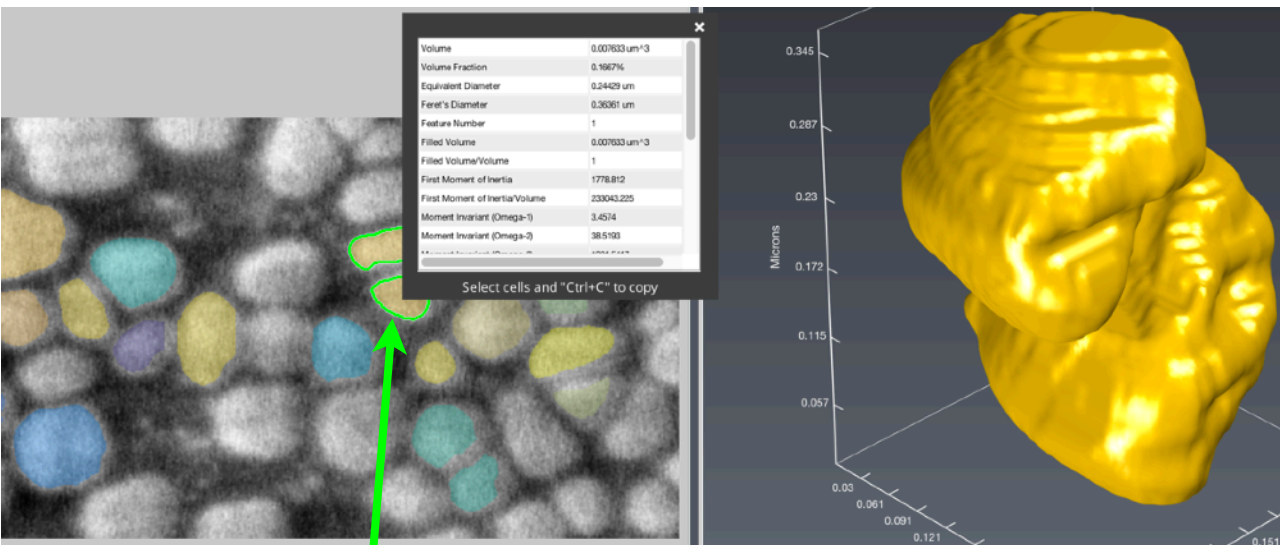 ×
Volume 0.007633 um^3
Volume Fraction 0.1667%
Equivalent Diameter 0.24429 um
Feret's Diameter 0.36361 um
Feature Number 1
Filled Volume 0.007633 um^3
Filled Volume/Volume 1
First Moment of Inertia 1778.812
First Moment of Inertia/Volume 233043.225
Moment Invariant (Omega-1) 3.4574
Moment Invariant (Omega-2) 38.5193
Select cells and "Ctrl+C" to copy
0.345
0.287
0.23
Microns
0.172
0.115
0.057
0.03
0.061
0.091
0.121
0.151